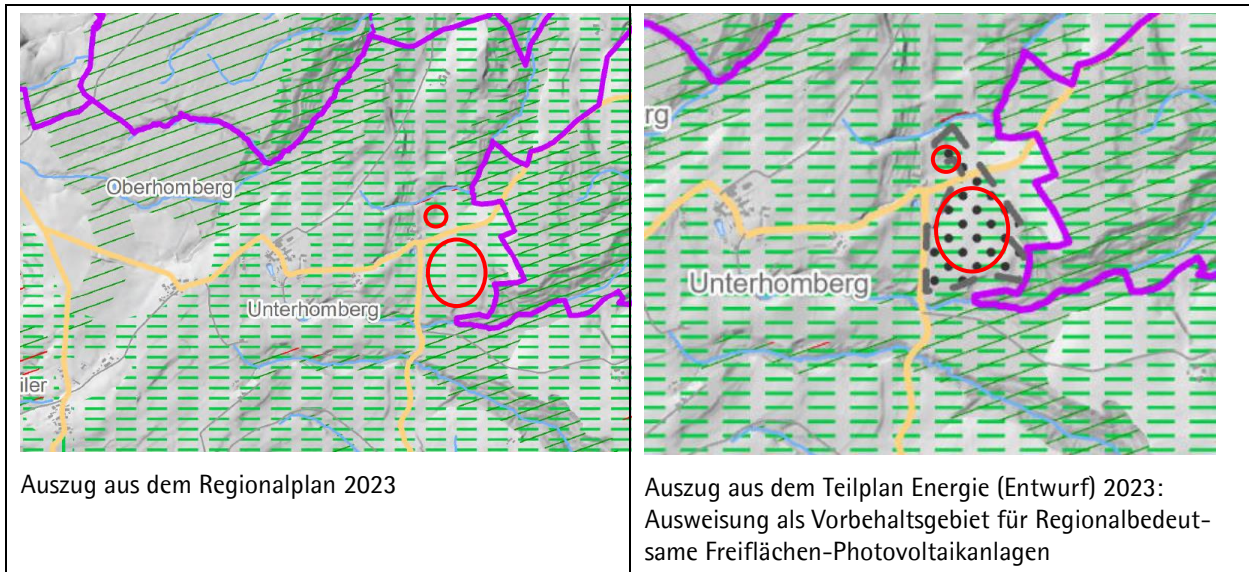 Oberhomberg
Unterhomberg
iler
Auszug aus dem Regionalplan 2023
rg
Unterhomberg
Auszug aus dem Teilplan Energie (Entwurf) 2023:
Ausweisung als Vorbehaltsgebiet für Regionalbedeut-
same Freiflächen-Photovoltaikanlagen